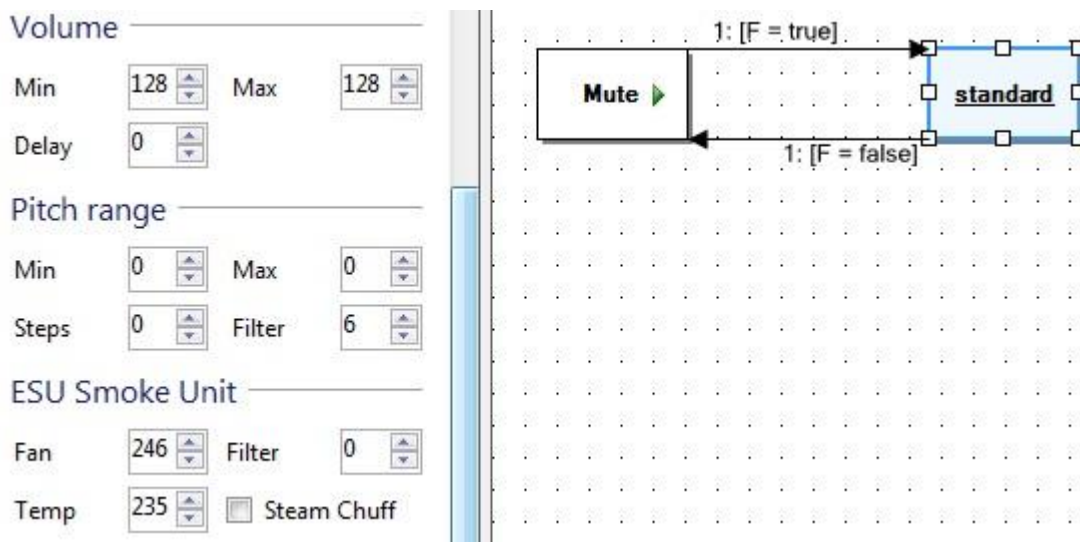 Volume
Min 128 Max 128
Delay 0
Pitch range
Min 0 Max 0
Steps 0 Filter 6
ESU Smoke Unit
Fan 246 Filter 0
Temp 235 Steam Chuff
1: [F = true]
Mute
standard
1: [F = false]